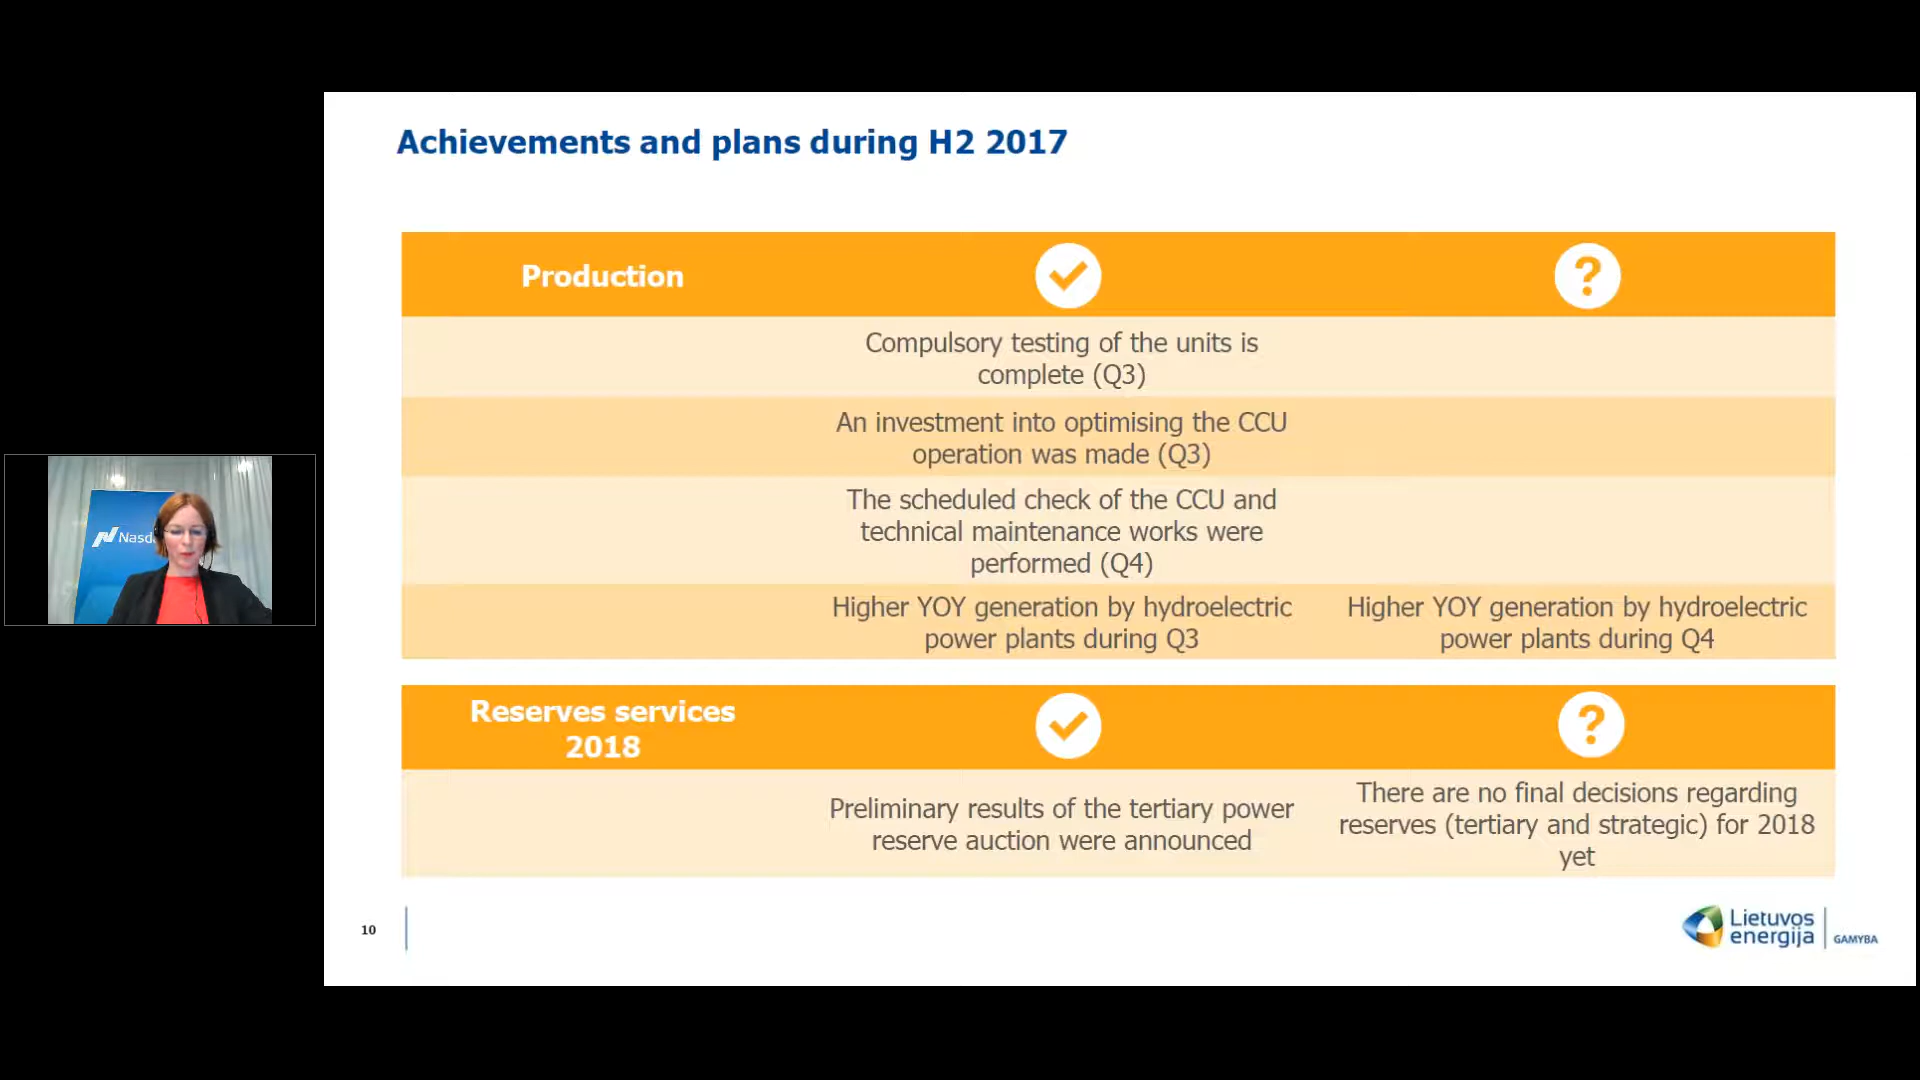 Achievements and plans during H2 2017
Production
?
Compulsory testing of the units is
complete (Q3)
An investment into optimising the CCU
operation was made (Q3)
The scheduled check of the CCU and
technical maintenance works were
performed (Q4)
Higher YOY generation by hydroelectric
power plants during Q3
Higher YOY generation by hydroelectric
power plants during Q4
Reserves services
2018
?
Preliminary results of the tertiary power
reserve auction were announced
There are no final decisions regarding
reserves (tertiary and strategic) for 2018
yet
10
Lietuvos
energija
GAMYBA